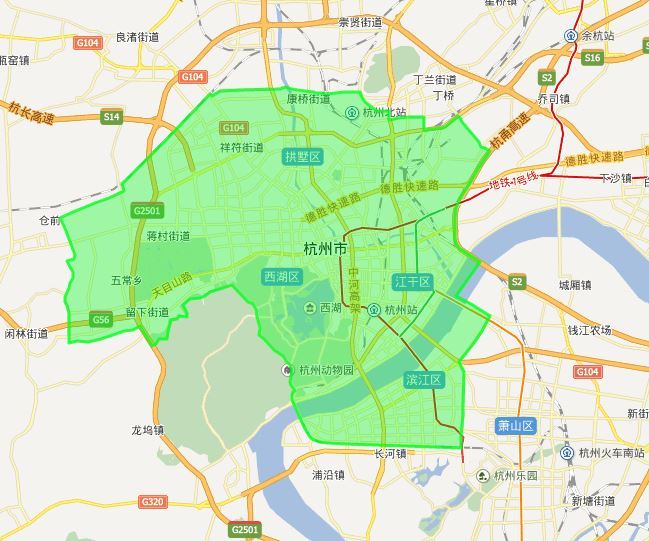 星桥镇
崇贤街道
余杭站
良渚镇
G104
S16
瓶窑镇
G104
S2
丁兰街道
丁桥
康桥街道
乔司镇
杭长高速
S14
杭州北站
G104
杭甬高速
祥符街道
拱墅区
德胜快速路
地铁1号线
德胜快速路
下沙镇
G2501
德胜快速路
仓前
蒋村街道
杭州市
中河高架
五常乡
天目山路
西湖区
江干区
S2
城厢镇
留下街道
西湖
杭州站
G56
闲林街道
钱江农场
杭州动物园
滨江区
G104
新街
龙坞镇
萧山区
长河镇
杭州火车南站
浦沿镇
杭州乐园
G320
新塘街道
G2501